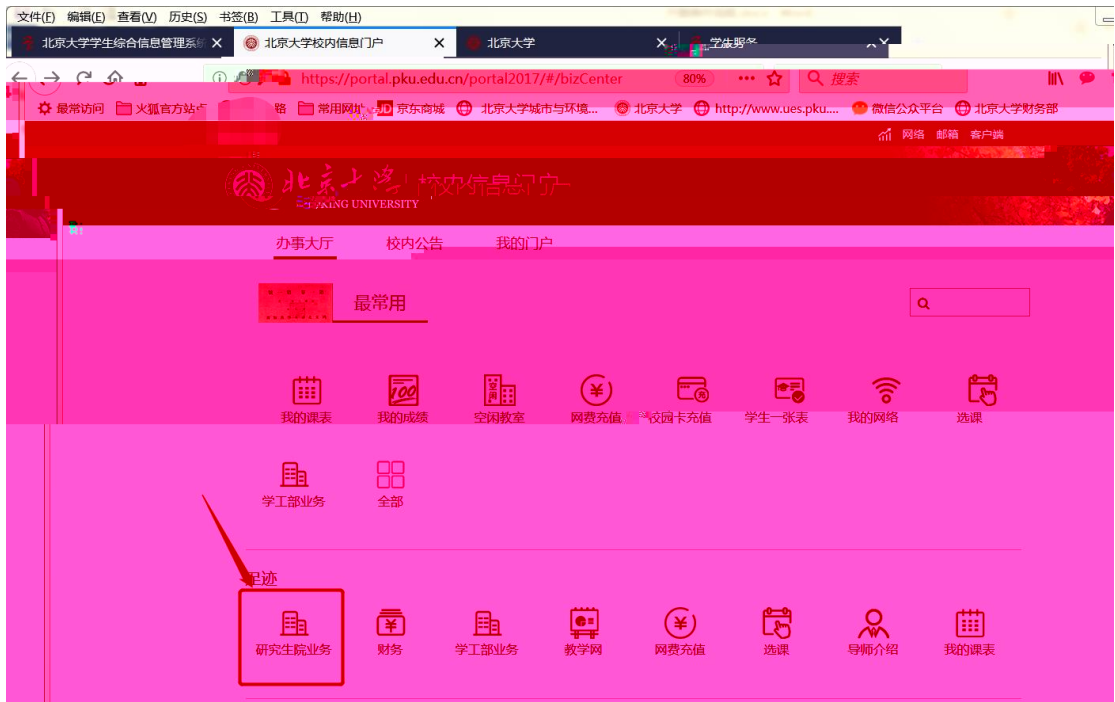 文件(F) 编辑(E) 查看(V) 历史(S) 书签(B) 工具(T) 帮助(H)
北京大学学生综合信息管理系统 北京大学校内信息门户 北京大学 学生
https://portal.pku.edu.cn/portal2017/#/bizCenter 80% 搜索
最常访问 火狐官方站点 常用网址 JD 京东商城 北京大学城市与环境... 北京大学 http://www.ues.pku.... 微信公众平台 北京大学财务部
网络 邮箱 客户端
北京大学 校内信息门户
PEKING UNIVERSITY
办事大厅 校内公告 我的门户
最常用
我的课表 我的成绩 空闲教室 网费充值 校园卡充值 学生一张表 我的网络 选课
学工部业务 全部
足迹
研究生院业务 财务 学工部业务 教学网 网费充值 选课 导师介绍 我的课表